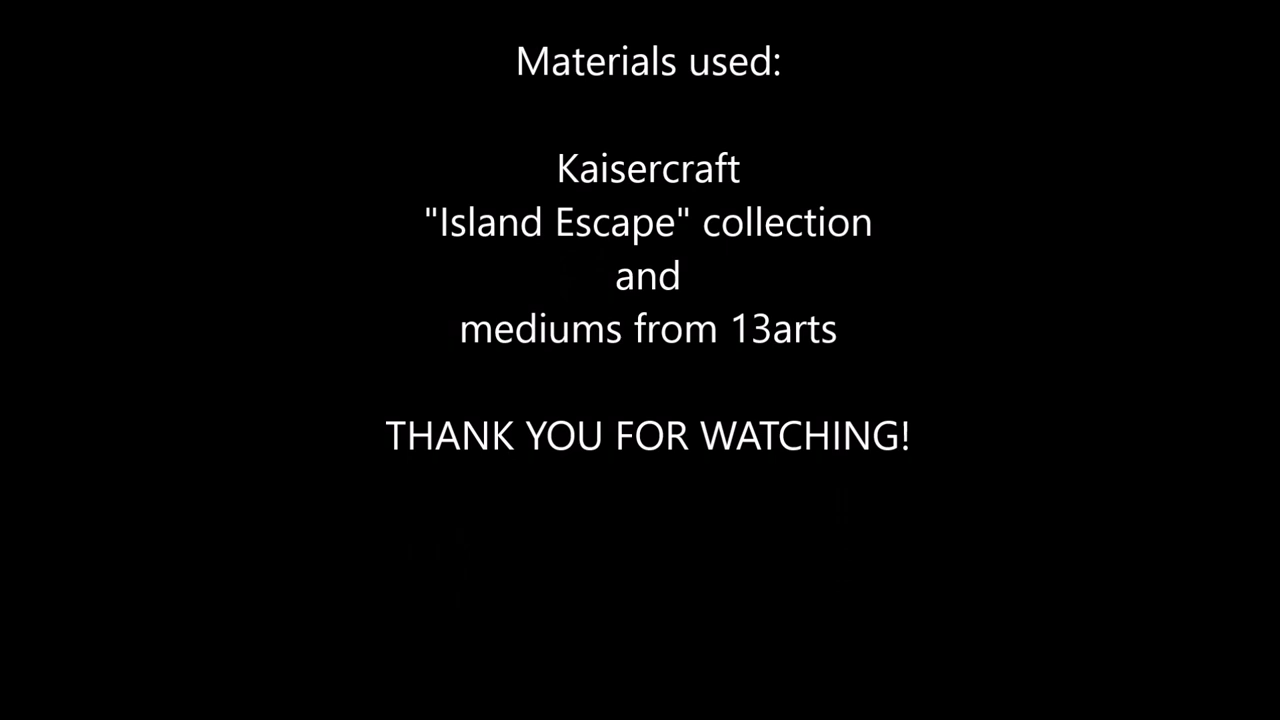 Materials used:
Kaisercraft
"Island Escape" collection
and
mediums from 13arts
THANK YOU FOR WATCHING!